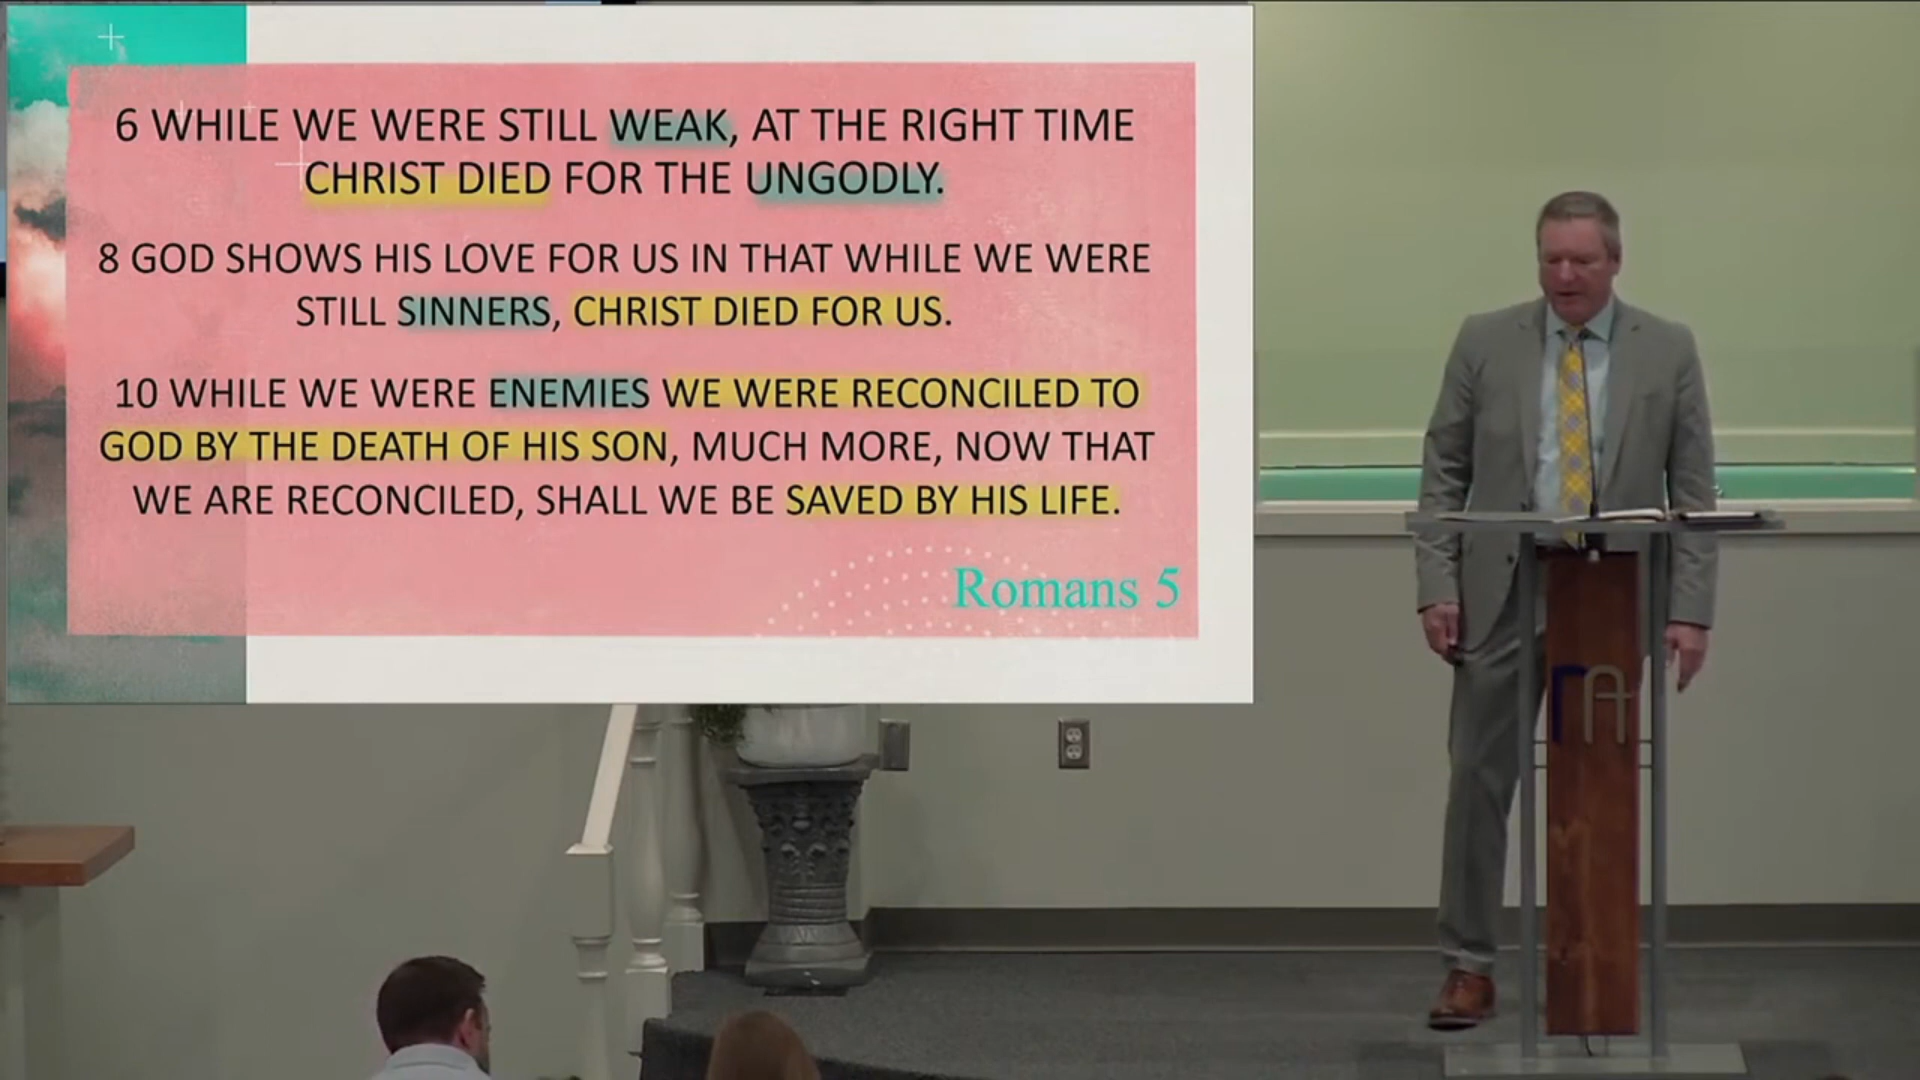 6 WHILE WE WERE STILL WEAK, AT THE RIGHT TIME
CHRIST DIED FOR THE UNGODLY.
8 GOD SHOWS HIS LOVE FOR US IN THAT WHILE WE WERE
STILL SINNERS, CHRIST DIED FOR US.
10 WHILE WE WERE ENEMIES WE WERE RECONCILED TO
GOD BY THE DEATH OF HIS SON, MUCH MORE, NOW THAT
WE ARE RECONCILED, SHALL WE BE SAVED BY HIS LIFE.
Romans 5